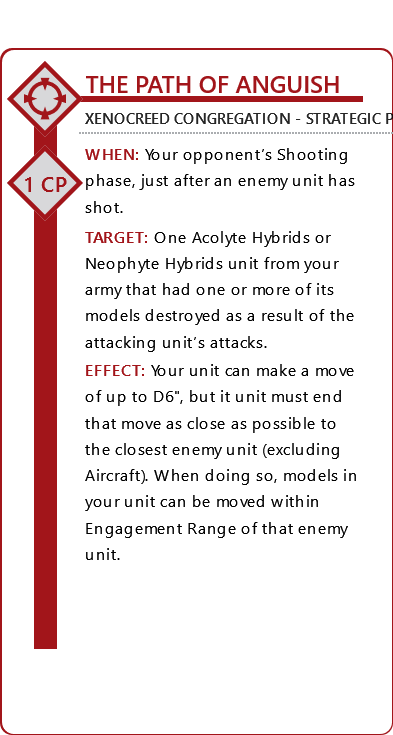 THE PATH OF ANGUISH
XENOCREED CONGREGATION - STRATEGIC P
1 CP
WHEN: Your opponent's Shooting
phase, just after an enemy unit has
shot.
TARGET: One Acolyte Hybrids or
Neophyte Hybrids unit from your
army that had one or more of its
models destroyed as a result of the
attacking unit's attacks.
EFFECT: Your unit can make a move
of up to D6", but it unit must end
that move as close as possible to
the closest enemy unit (excluding
Aircraft). When doing so, models in
your unit can be moved within
Engagement Range of that enemy
unit.